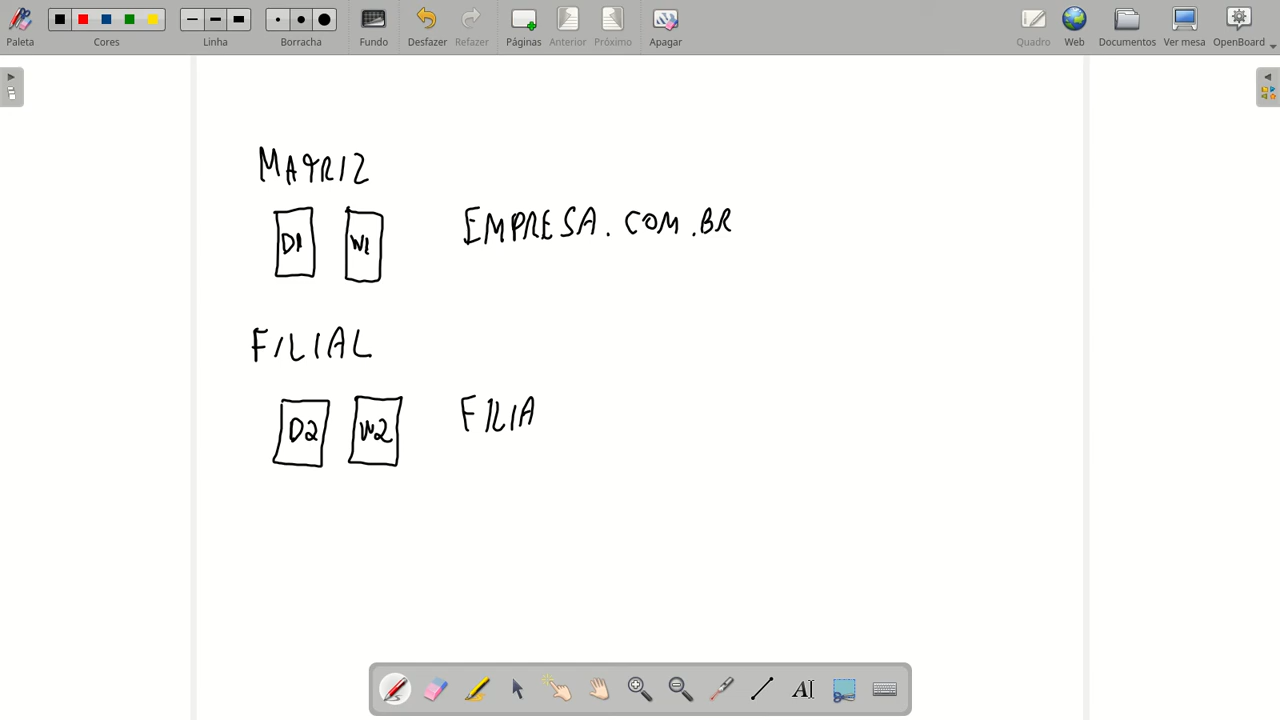 Paleta Cores Linha Borracha Fundo Desfazer Refazer Páginas Anterior Próximo Apagar Quadro Web Documentos Ver mesa OpenBoard
MATRIZ
D1 W1 EMPRESA.COM.BR
FILIAL
D2 W2 FILIA
AI